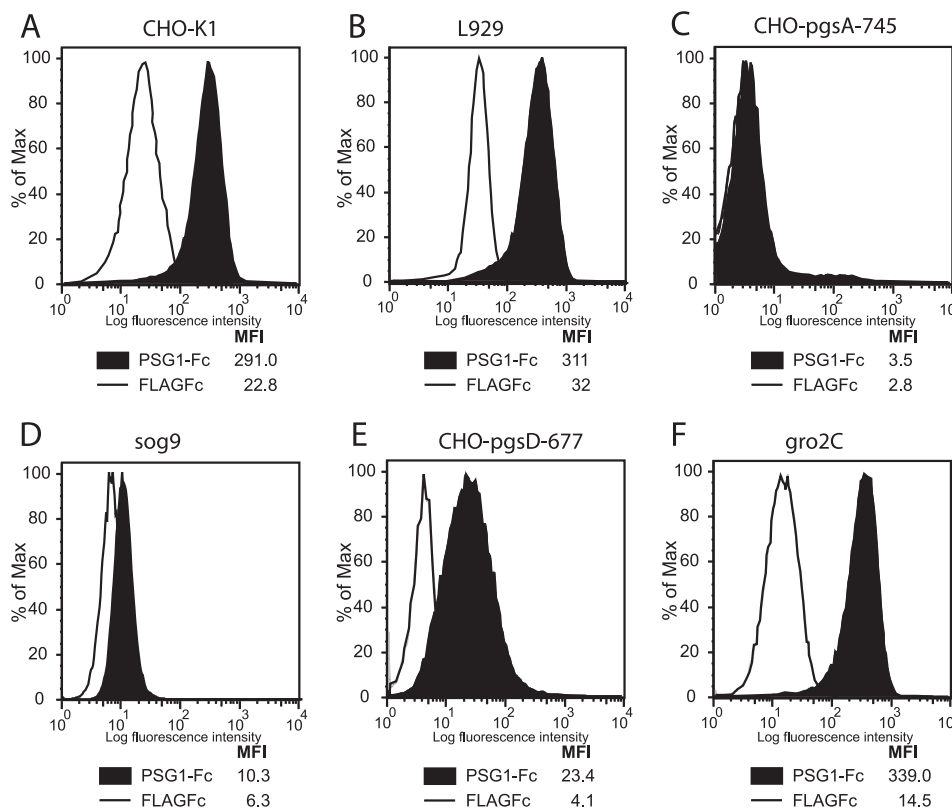 A
CHO-K1
% of Max
100
80
60
40
20
0
10^0 10^1 10^2 10^3 10^4
Log fluorescence intensity
MFI
PSG1-Fc 291.0
FLAGFc 22.8
B
L929
% of Max
100
80
60
40
20
0
10^0 10^1 10^2 10^3 10^4
Log fluorescence intensity
MFI
PSG1-Fc 311
FLAGFc 32
C
CHO-pgsA-745
% of Max
100
80
60
40
20
0
10^0 10^1 10^2 10^3 10
Log fluorescence intensity
MFI
PSG1-Fc 3.5
FLAGFc 2.8
D
sog9
% of Max
100
80
60
40
20
0
10^0 10^1 10^2 10^3 10^4
Log fluorescence intensity
MFI
PSG1-Fc 10.3
FLAGFc 6.3
E
CHO-pgsD-677
% of Max
100
80
60
40
20
0
10^0 10^1 10^2 10^3 10^4
Log fluorescence intensity
MFI
PSG1-Fc 23.4
FLAGFc 4.1
F
gro2C
% of Max
100
80
60
40
20
0
10^0 10^1 10^2 10^3 10
Log fluorescence intensity
MFI
PSG1-Fc 339.0
FLAGFc 14.5